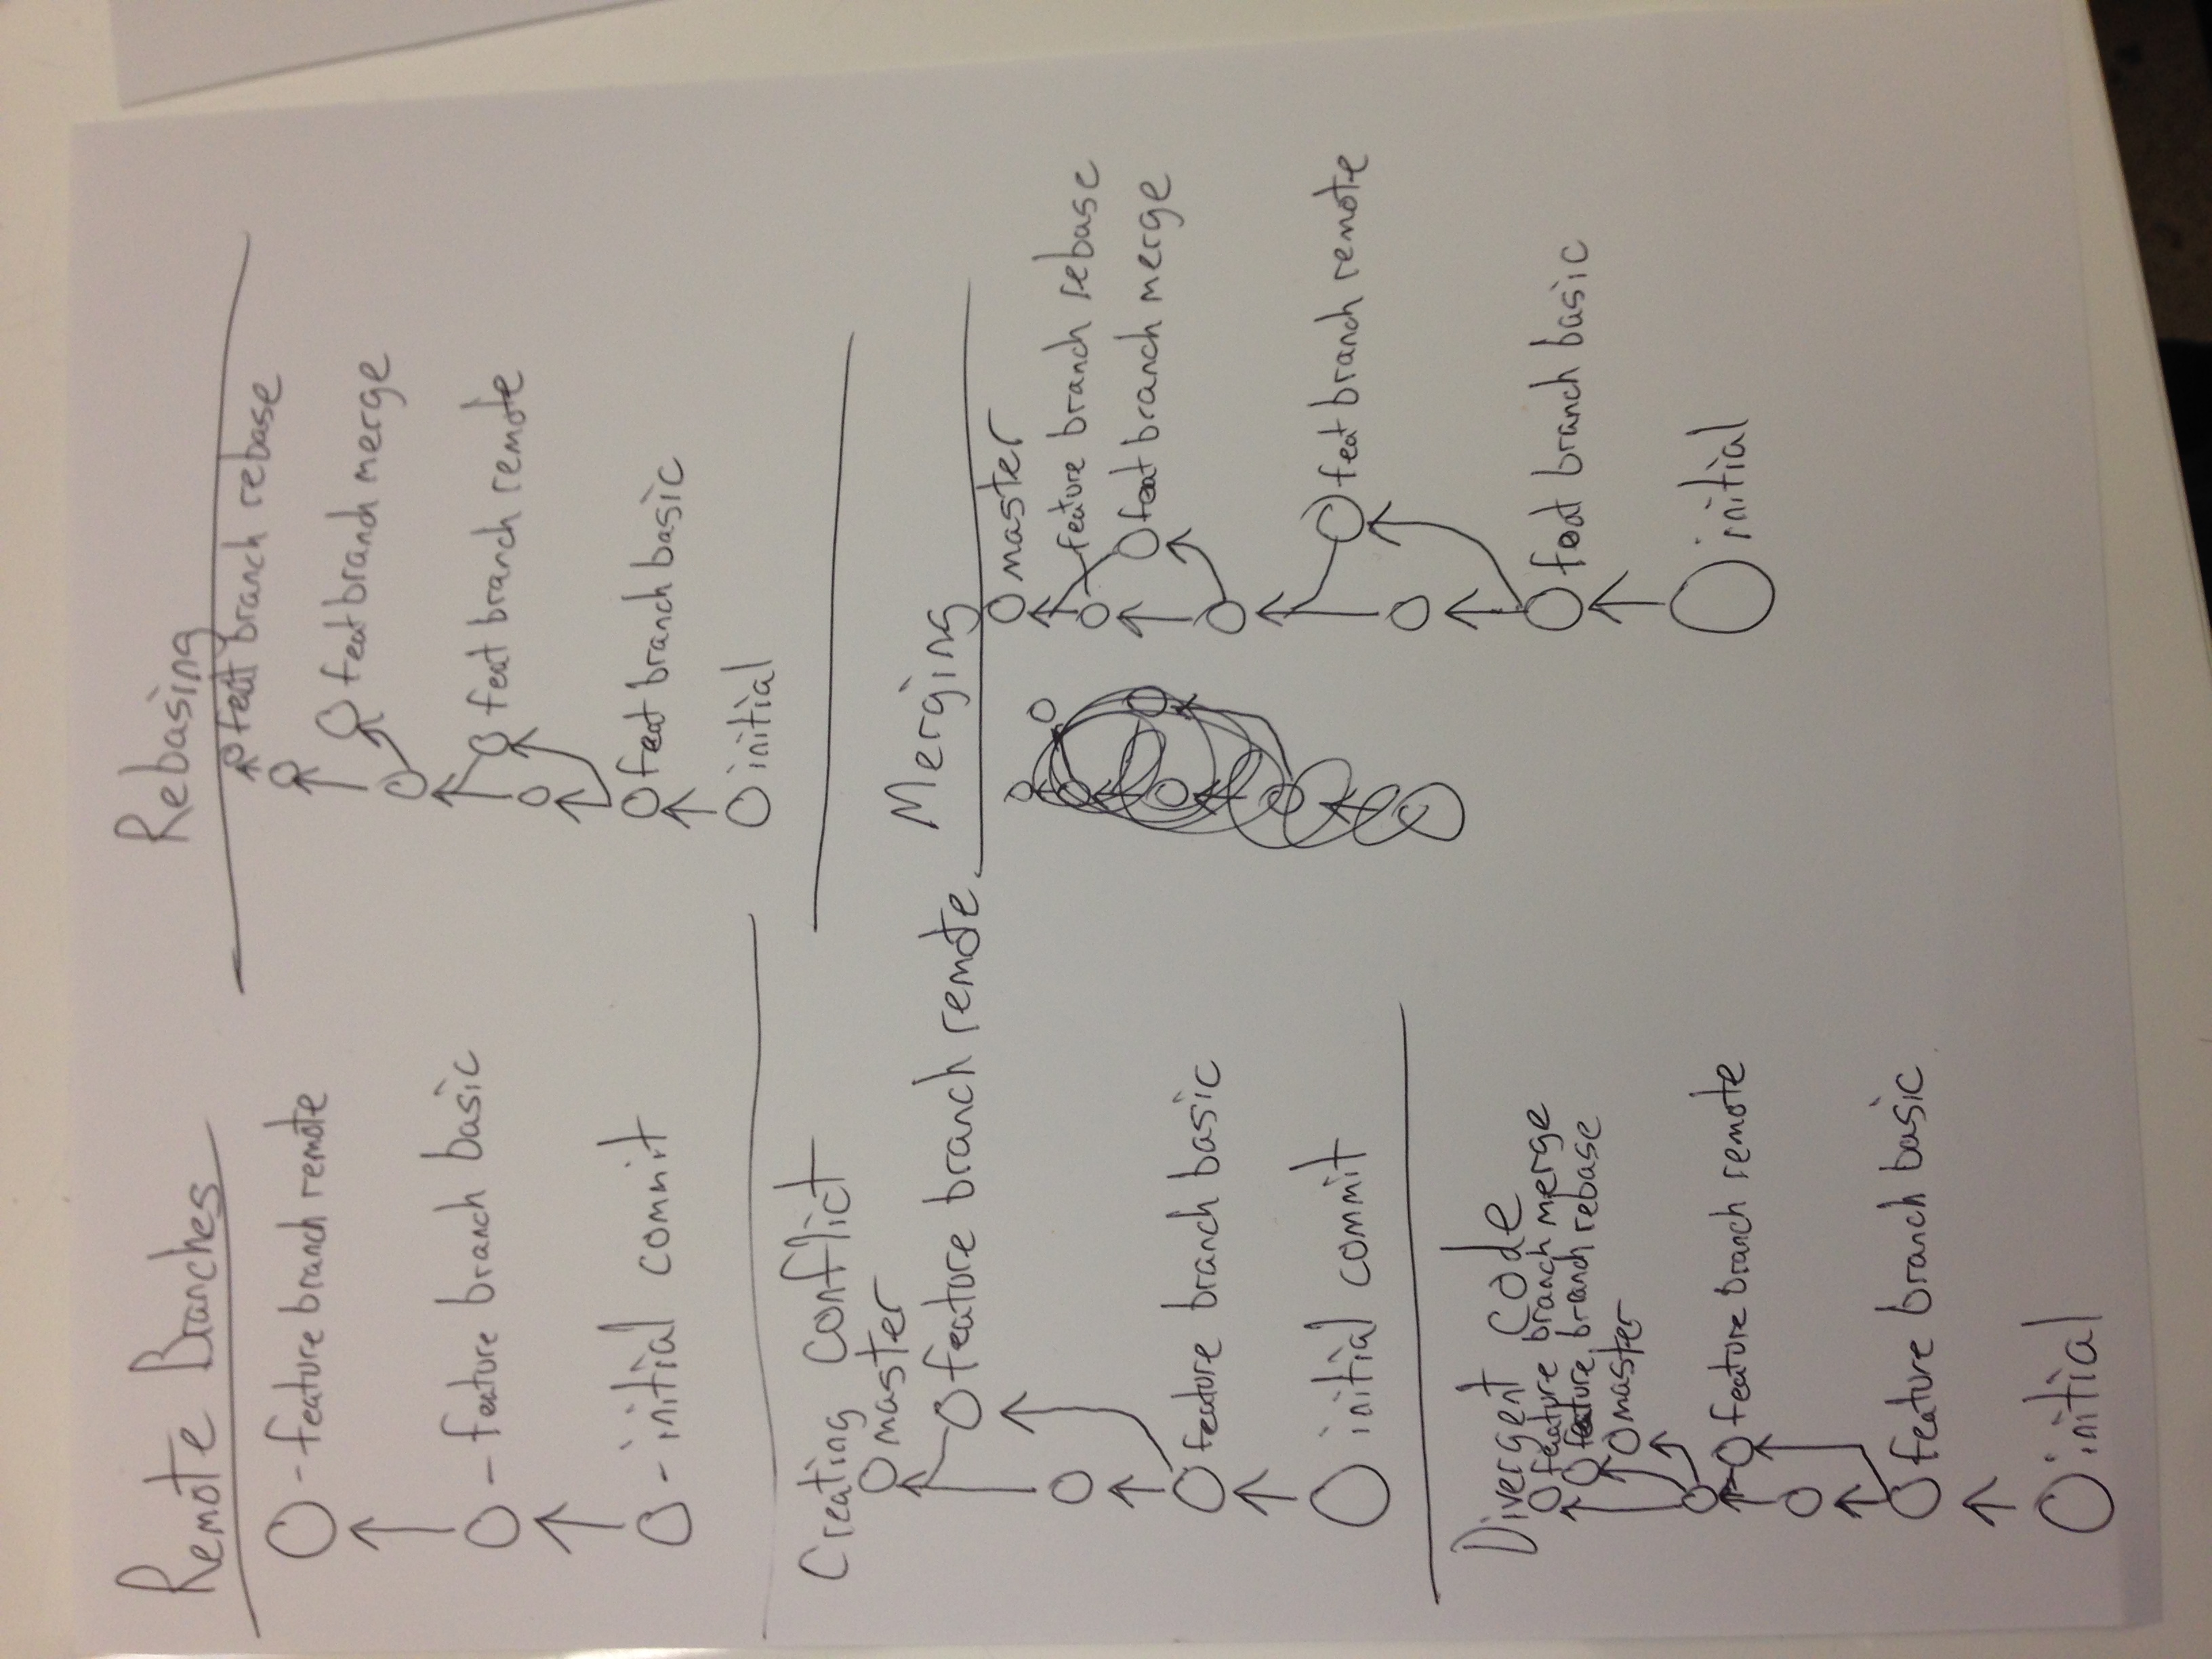 Remote Branches
feature branch remote
feature branch basic
initial commit
Creating Conflict
master
feature branch remote
feature branch basic
initial commit
Divergent code
feature branch merge
feature branch rebase
master
feature branch remote
feature branch basic
initial
Rebasing
feat branch rebase
feat branch merge
feat branch remote
feat branch basic
initial
Merging
master
feature branch rebase
feat branch merge
feat branch remote
feat branch basic
initial